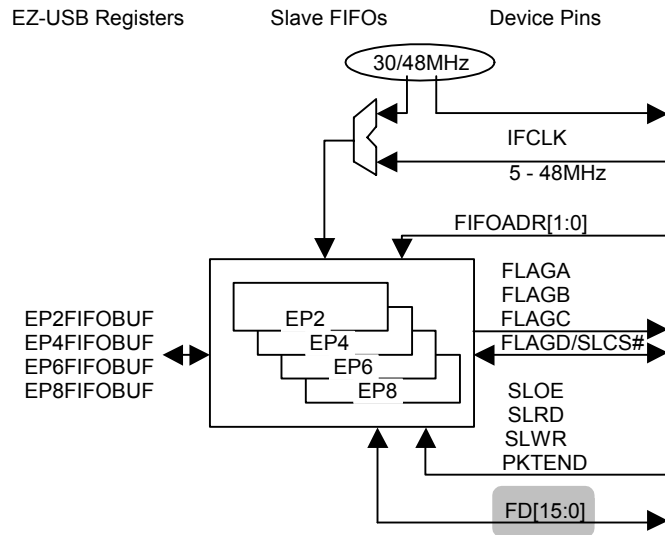 EZ-USB Registers Slave FIFOs Device Pins
30/48MHz
IFCLK
5 - 48MHz
FIFOADR[1:0]
FLAGA
FLAGB
FLAGC
FLAGD/SLCS#
EP2FIFOBUF
EP4FIFOBUF
EP6FIFOBUF
EP8FIFOBUF
EP2
EP4
EP6
EP8
SLOE
SLRD
SLWR
PKTEND
FD[15:0]